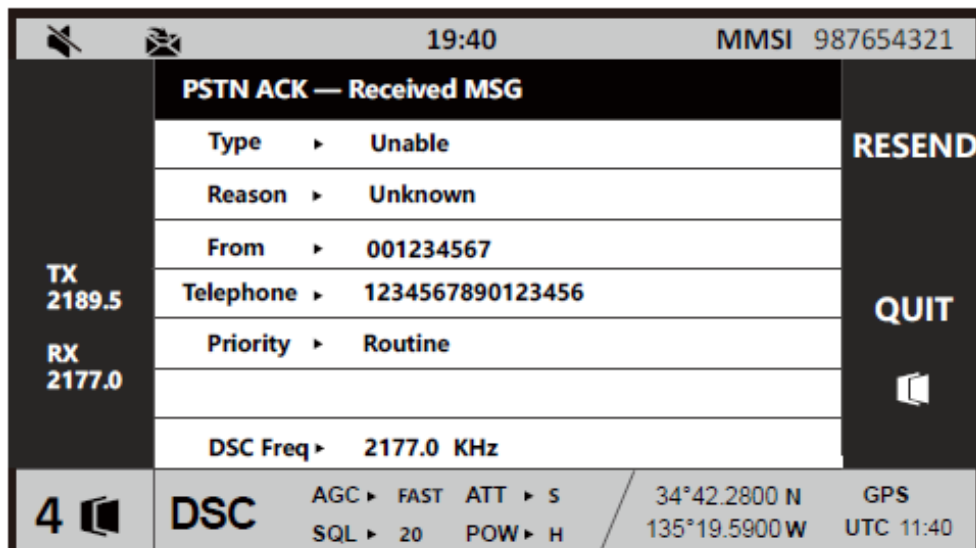 19:40 MMSI 987654321
PSTN ACK — Received MSG
Type ▸ Unable
Reason ▸ Unknown
From ▸ 001234567
Telephone ▸ 1234567890123456
Priority ▸ Routine
DSC Freq ▸ 2177.0 KHz
TX
2189.5
RX
2177.0
RESEND
QUIT
4
DSC
AGC ▸ FAST ATT ▸ S
SQL ▸ 20 POW ▸ H
34°42.2800 N
135°19.5900 W
GPS
UTC 11:40